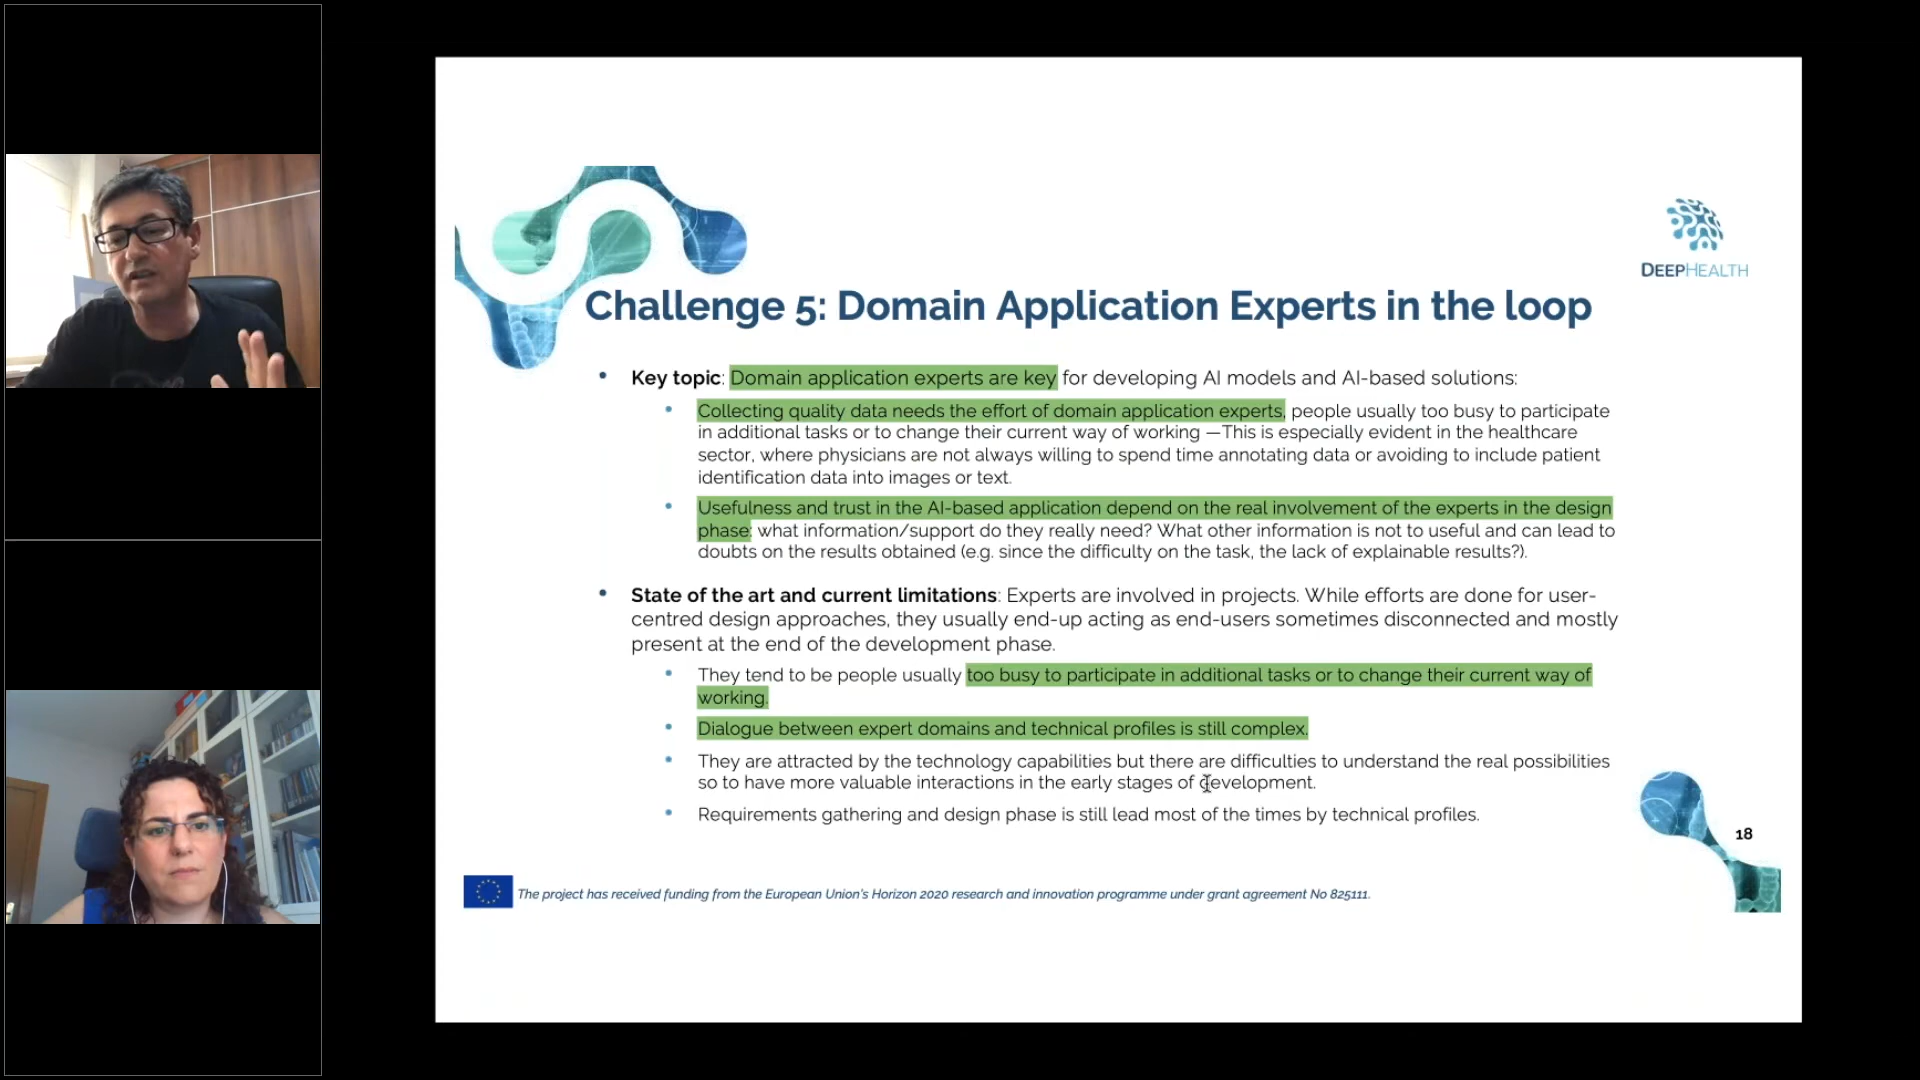 DEEPHEALTH
Challenge 5: Domain Application Experts in the loop
• Key topic: Domain application experts are key for developing AI models and AI-based solutions:
• Collecting quality data needs the effort of domain application experts, people usually too busy to participate
in additional tasks or to change their current way of working —This is especially evident in the healthcare
sector, where physicians are not always willing to spend time annotating data or avoiding to include patient
identification data into images or text.
• Usefulness and trust in the AI-based application depend on the real involvement of the experts in the design
phase: what information/support do they really need? What other information is not to useful and can lead to
doubts on the results obtained (e.g. since the difficulty on the task, the lack of explainable results?).
• State of the art and current limitations: Experts are involved in projects. While efforts are done for user-
centred design approaches, they usually end-up acting as end-users sometimes disconnected and mostly
present at the end of the development phase.
• They tend to be people usually too busy to participate in additional tasks or to change their current way of
working.
• Dialogue between expert domains and technical profiles is still complex.
• They are attracted by the technology capabilities but there are difficulties to understand the real possibilities
so to have more valuable interactions in the early stages of development.
• Requirements gathering and design phase is still lead most of the times by technical profiles.
18
The project has received funding from the European Union's Horizon 2020 research and innovation programme under grant agreement No 825111.